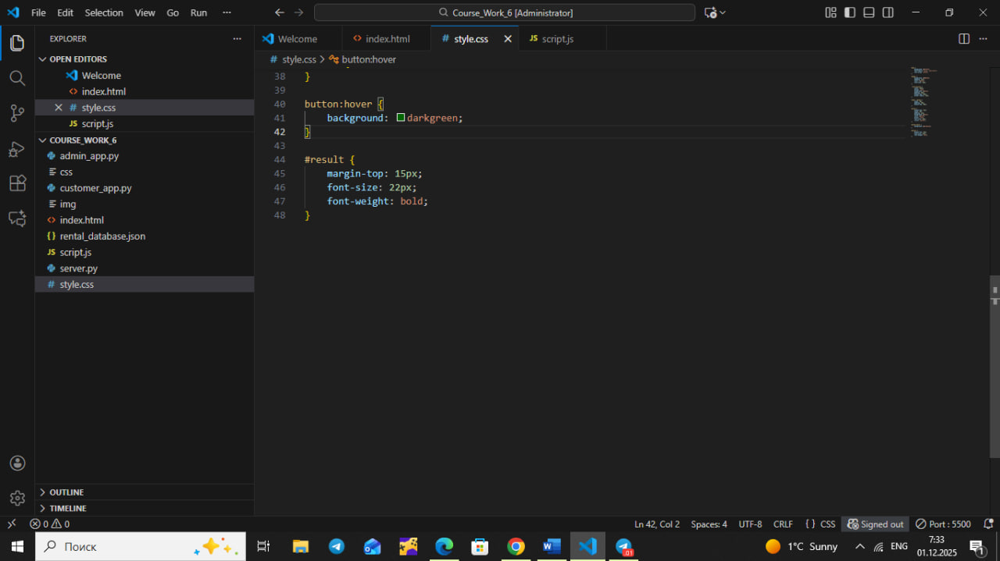 File Edit Selection View Go Run ···
Course_Work_6 [Administrator]
EXPLORER ···
OPEN EDITORS
Welcome
index.html
# style.css
JS script.js
COURSE_WORK_6
admin_app.py
css
customer_app.py
img
index.html
{} rental_database.json
JS script.js
server.py
# style.css
OUTLINE
TIMELINE
Welcome
index.html
# style.css
JS script.js
# style.css > button:hover
38 }
39
40 button:hover {
41 background: darkgreen;
42 }
43
44 #result {
45 margin-top: 15px;
46 font-size: 22px;
47 font-weight: bold;
48 }
0 0
Ln 42, Col 2 Spaces: 4 UTF-8 CRLF { } CSS Signed out Port : 5500
Поиск
.01
1°C Sunny
ENG
7:33
01.12.2025
1